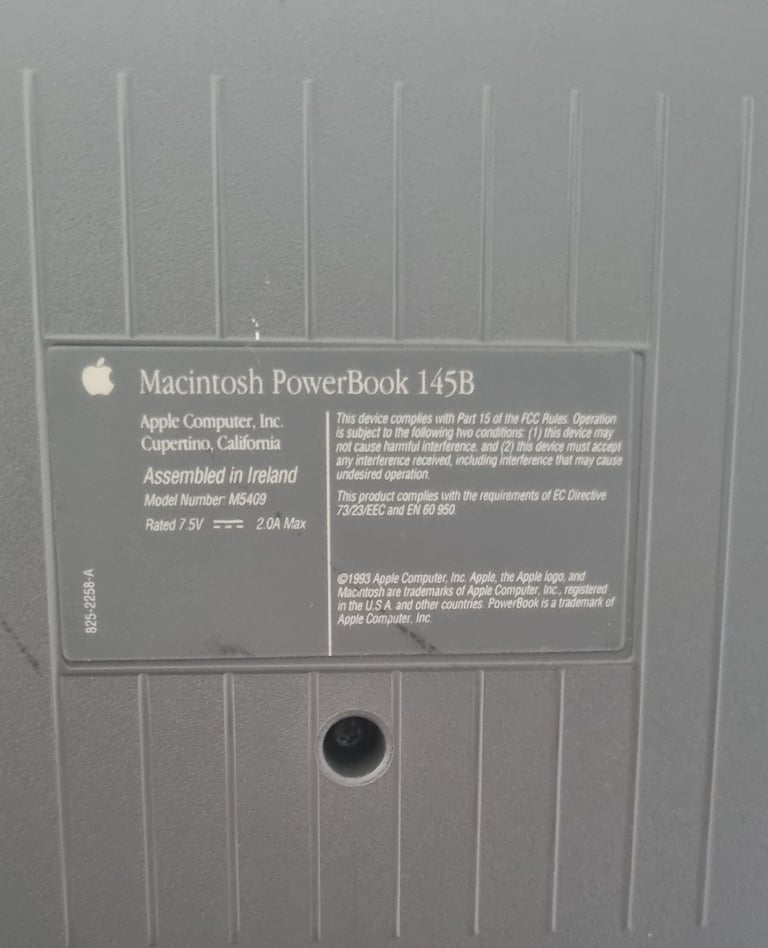 Macintosh PowerBook 145B
Apple Computer, Inc.
Cupertino, California
Assembled in Ireland
Model Number: M5409
Rated 7.5V ⎓ 2.0A Max
825-2258-A
This device complies with Part 15 of the FCC Rules. Operation
is subject to the following two conditions: (1) this device may
not cause harmful interference, and (2) this device must accept
any interference received, including interference that may cause
undesired operation.
This product complies with the requirements of EC Directive
73/23/EEC and EN 60 950.
©1993 Apple Computer, Inc. Apple, the Apple logo, and
Macintosh are trademarks of Apple Computer, Inc., registered
in the U.S.A. and other countries. PowerBook is a trademark of
Apple Computer, Inc.